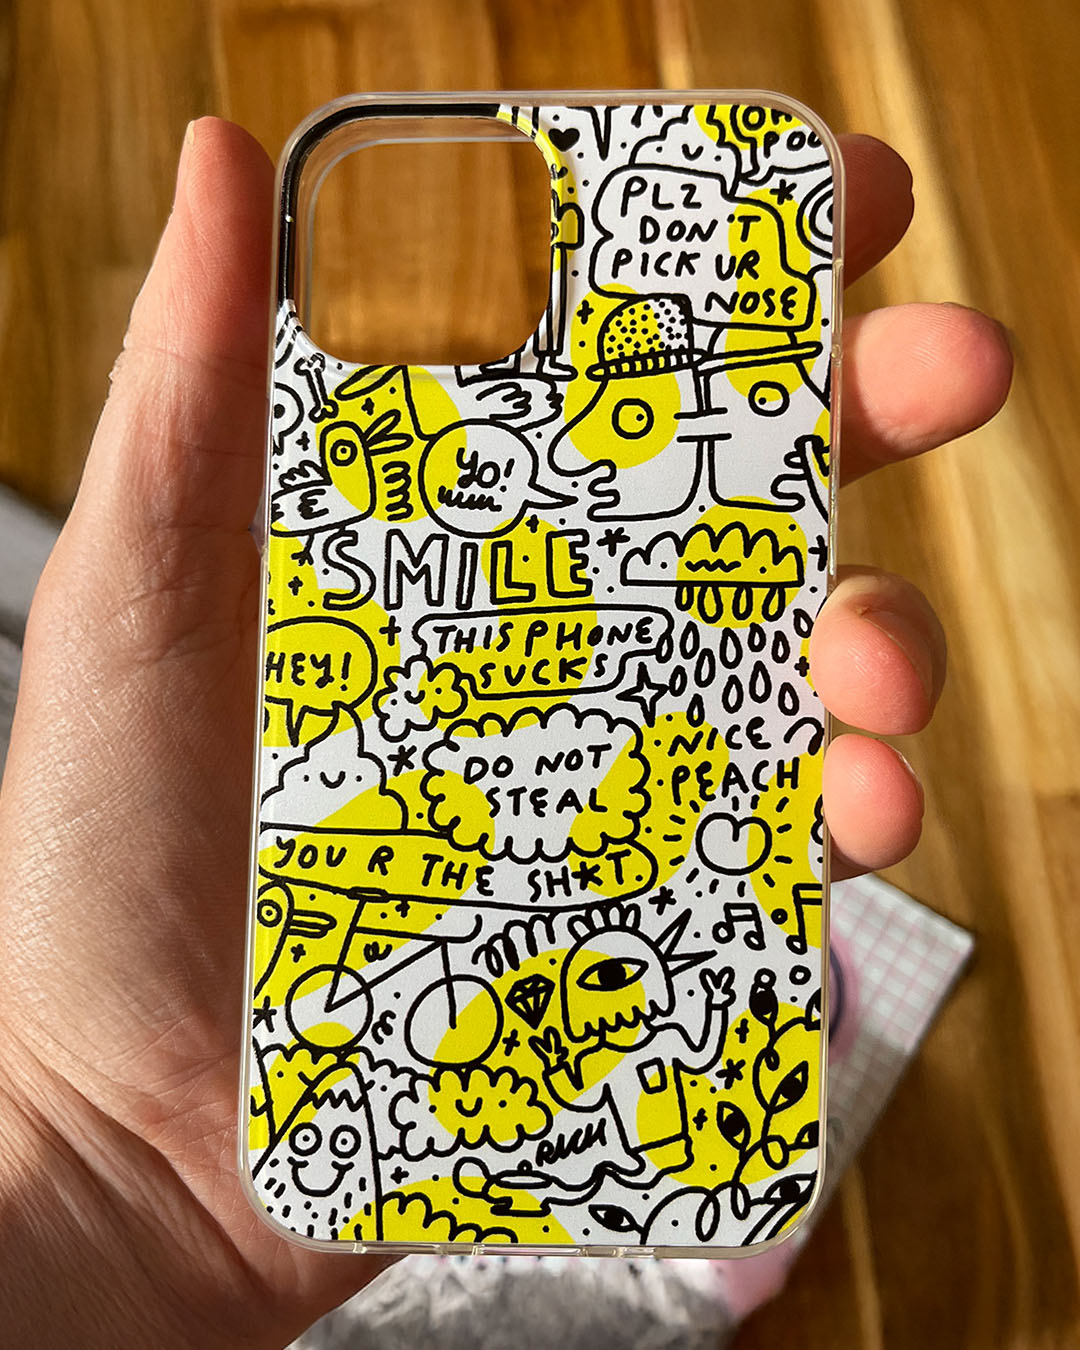 PLZ
DON'T
PICK UR
NOSE
YO!
SMILE
THIS PHONE
SUCKS
HEY!
NICE
PEACH
DO NOT
STEAL
YOU R THE SH*T.
RICH